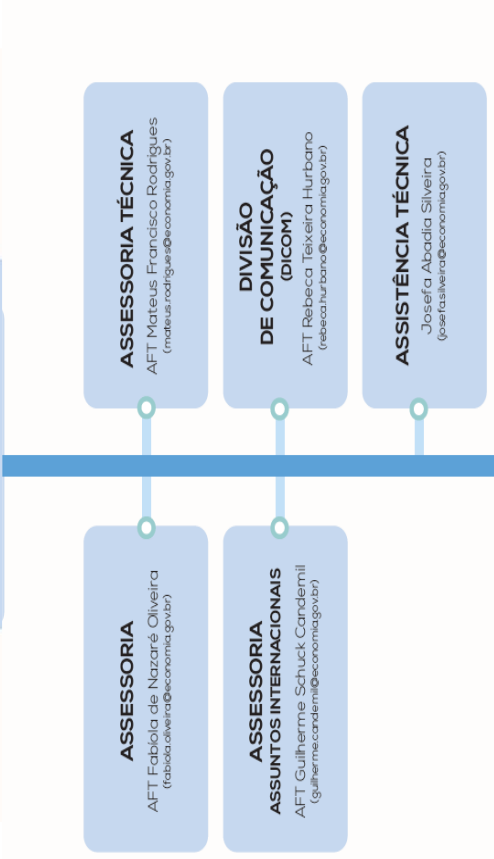 ASSESSORIA TÉCNICA
AFT Mateus Francisco Rodrigues
(mateus.rodrigues@economia.gov.br)
DIVISÃO
DE COMUNICAÇÃO
(DICOM)
AFT Rebeca Teixeira Hurbano
(rebeca.hurbano@economia.gov.br)
ASSISTÊNCIA TÉCNICA
Josefa Abadia Silveira
(josefa.silveira@economia.gov.br)
ASSESSORIA
AFT Fabiola de Nazaré Oliveira
(fabiola.oliveira@economia.gov.br)
ASSESSORIA
ASSUNTOS INTERNACIONAIS
AFT Guilherme Schuck Candemil
(guilherme.candemil@economia.gov.br)